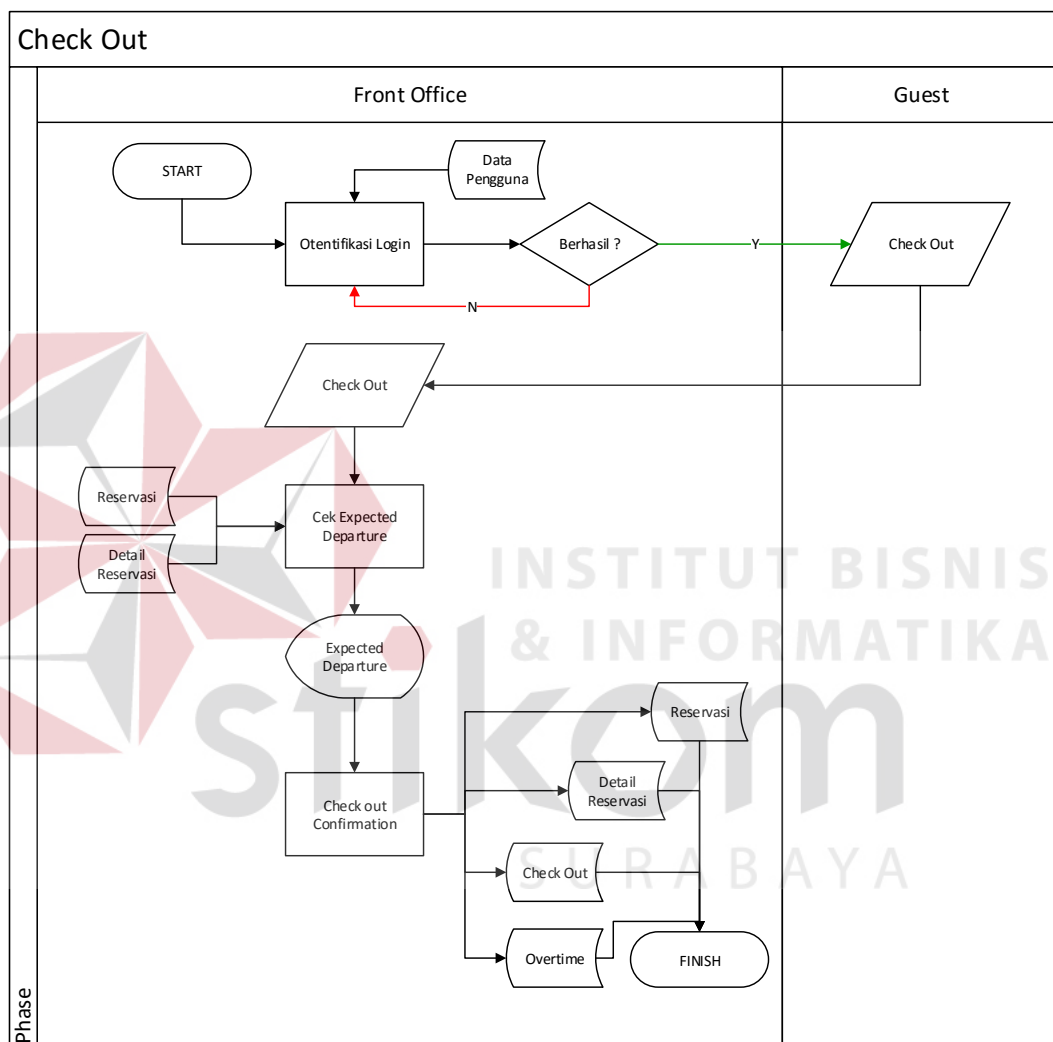 Check Out
Front Office
Guest
START
Data
Pengguna
Otentifikasi Login
Berhasil ?
Y
Check Out
N
Check Out
Reservasi
Detail
Reservasi
Cek Expected
Departure
INSTITUT BISNIS
& INFORMATIKA
Expected
Departure
stikom
Reservasi
Detail
Reservasi
Check out
Confirmation
SURABAYA
Check Out
Overtime
FINISH
Phase